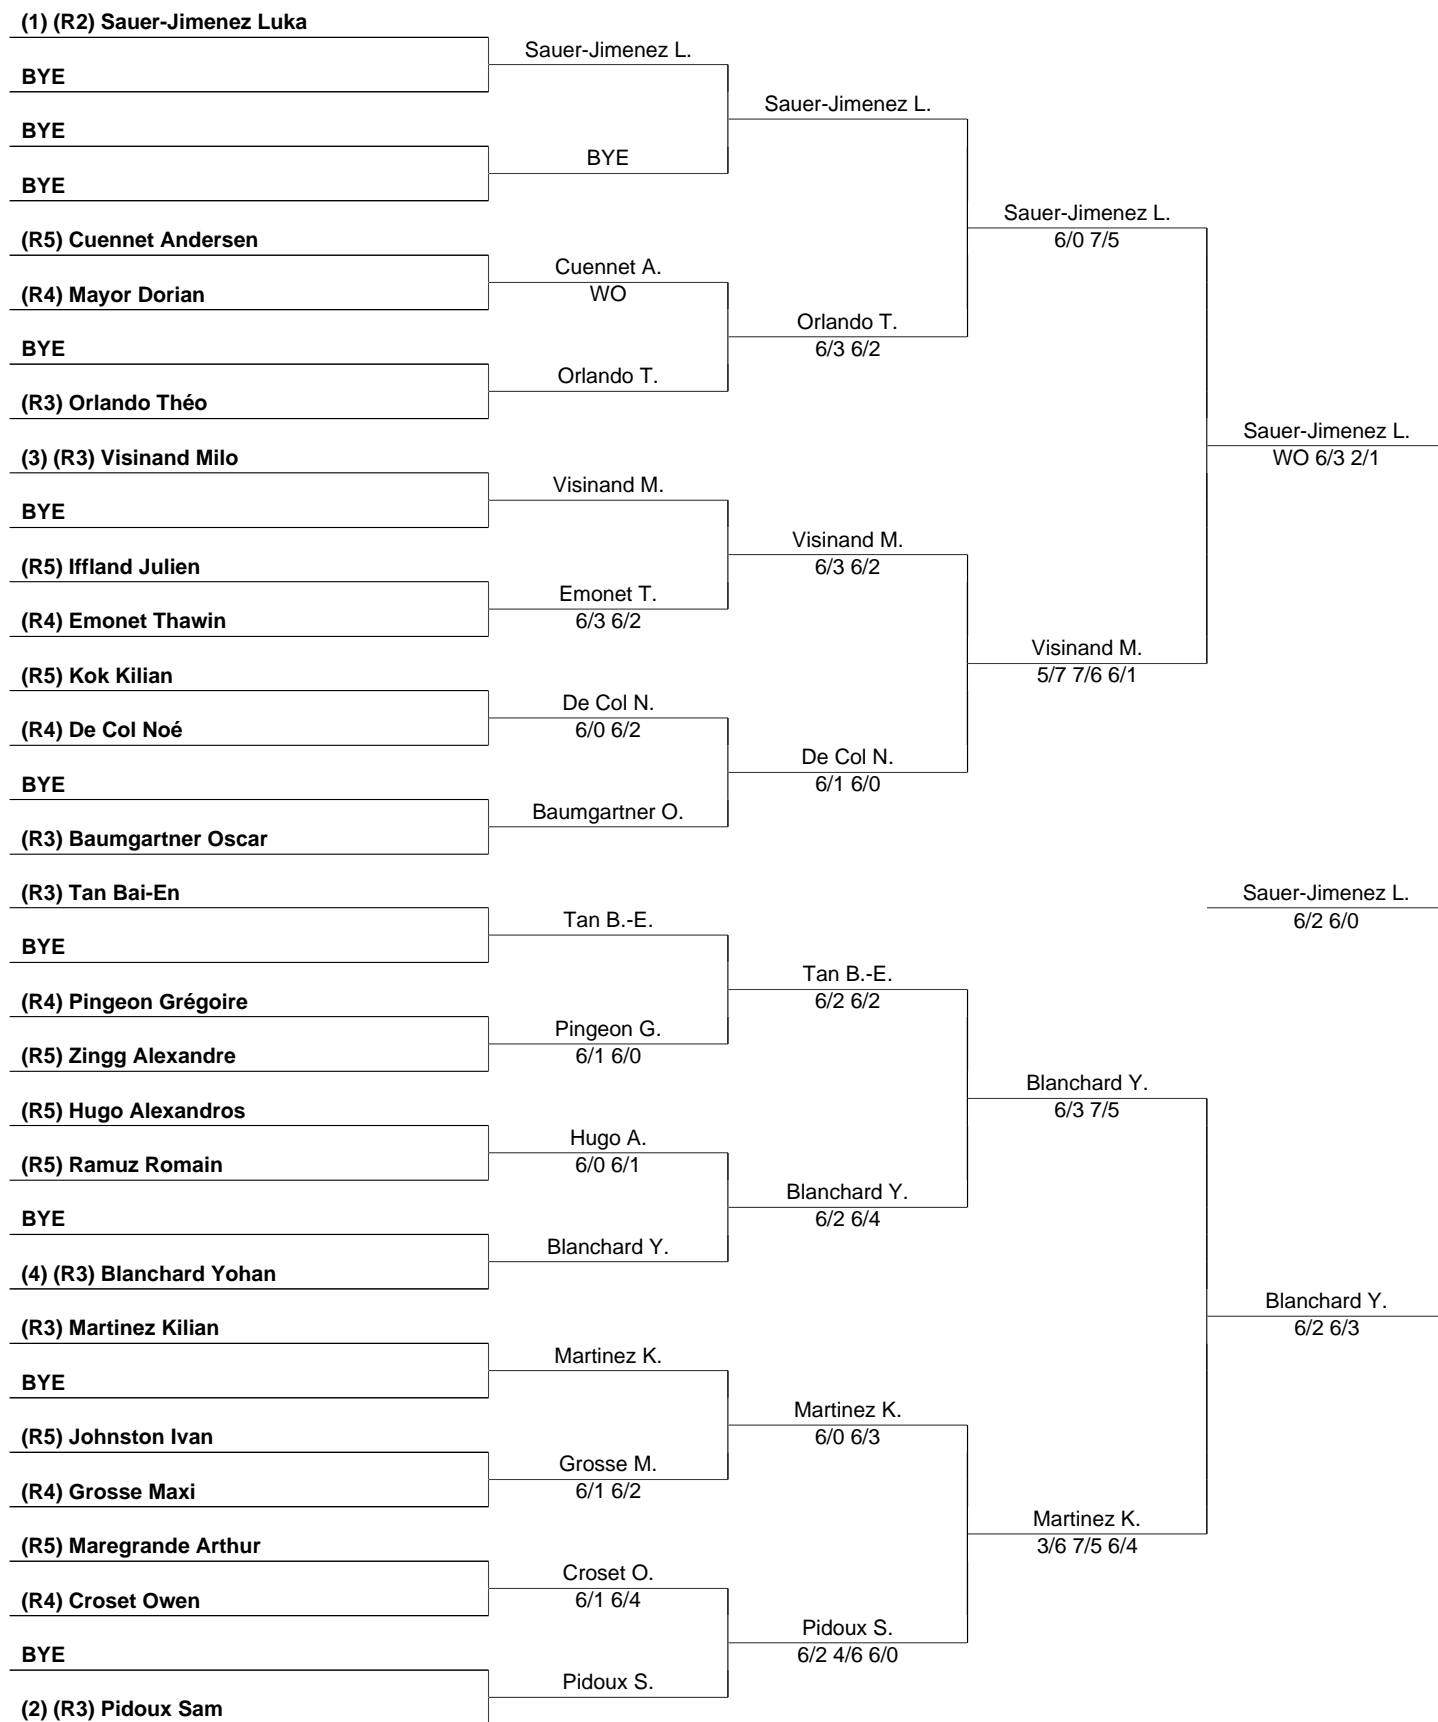 (1) (R2) Sauer-Jimenez Luka
BYE
BYE
BYE
(R5) Cuennet Andersen
(R4) Mayor Dorian
BYE
(R3) Orlando Théo
(3) (R3) Visinand Milo
BYE
(R5) Iffland Julien
(R4) Emonet Thawin
(R5) Kok Kilian
(R4) De Col Noé
BYE
(R3) Baumgartner Oscar
(R3) Tan Bai-En
BYE
(R4) Pingeon Grégoire
(R5) Zingg Alexandre
(R5) Hugo Alexandros
(R5) Ramuz Romain
BYE
(4) (R3) Blanchard Yohan
(R3) Martinez Kilian
BYE
(R5) Johnston Ivan
(R4) Grosse Maxi
(R5) Maregrande Arthur
(R4) Croset Owen
BYE
(2) (R3) Pidoux Sam
Sauer-Jimenez L.
BYE
Cuennet A.
WO
Orlando T.
Visinand M.
Emonet T.
6/3 6/2
De Col N.
6/0 6/2
Baumgartner O.
Tan B.-E.
Pingeon G.
6/1 6/0
Hugo A.
6/0 6/1
Blanchard Y.
Martinez K.
Grosse M.
6/1 6/2
Croset O.
6/1 6/4
Pidoux S.
Sauer-Jimenez L.
Orlando T.
6/3 6/2
Visinand M.
6/3 6/2
De Col N.
6/1 6/0
Tan B.-E.
6/2 6/2
Blanchard Y.
6/2 6/4
Martinez K.
6/0 6/3
Pidoux S.
6/2 4/6 6/0
Sauer-Jimenez L.
6/0 7/5
Visinand M.
5/7 7/6 6/1
Blanchard Y.
6/3 7/5
Martinez K.
3/6 7/5 6/4
Sauer-Jimenez L.
WO 6/3 2/1
Sauer-Jimenez L.
6/2 6/0
Blanchard Y.
6/2 6/3